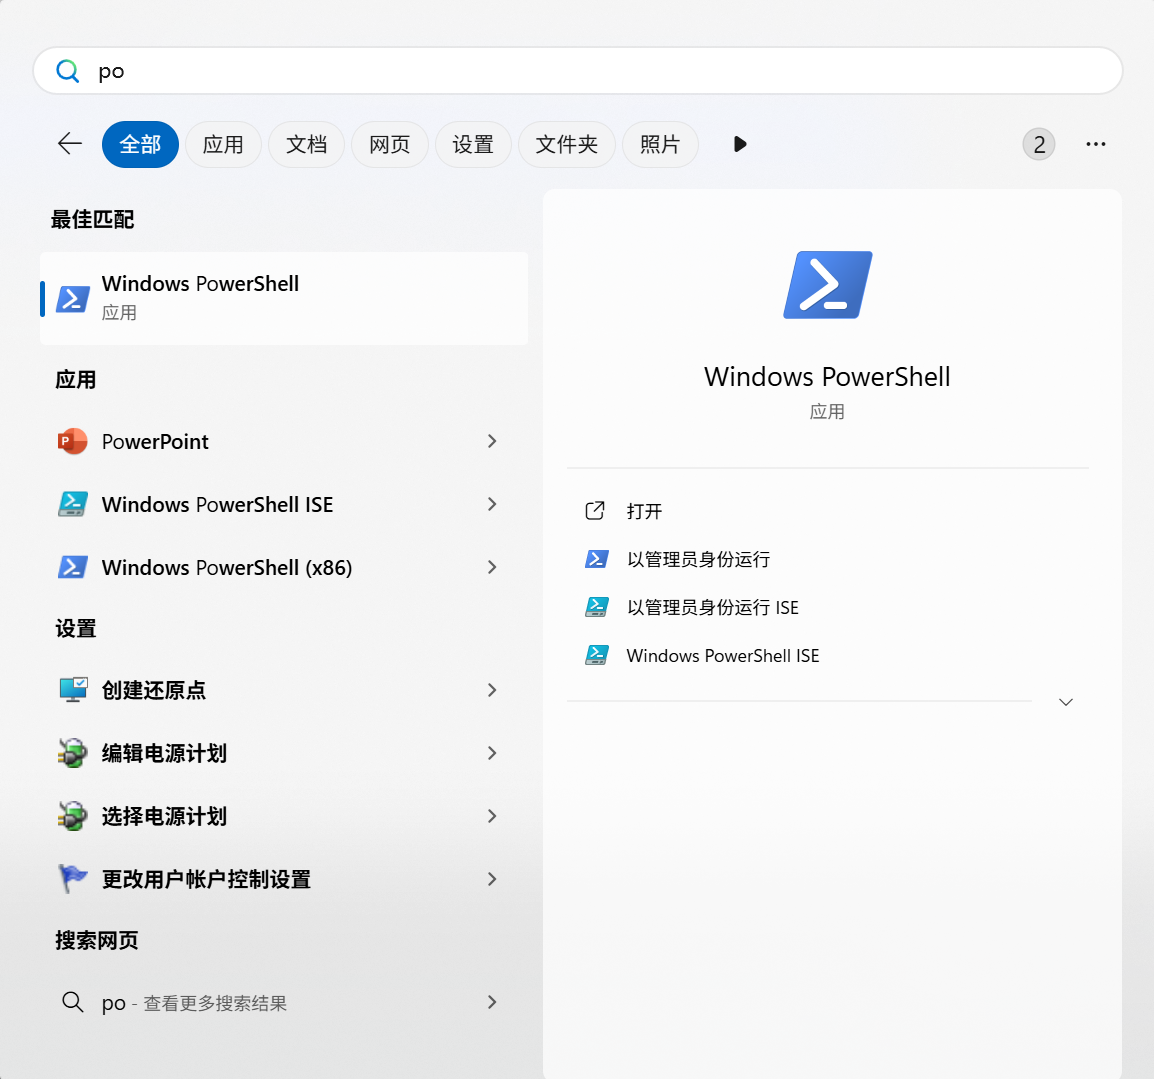 po
全部 应用 文档 网页 设置 文件夹 照片 2
最佳匹配
Windows PowerShell
应用
应用
PowerPoint
Windows PowerShell ISE
Windows PowerShell (x86)
设置
创建还原点
编辑电源计划
选择电源计划
更改用户帐户控制设置
搜索网页
po - 查看更多搜索结果
Windows PowerShell
应用
打开
以管理员身份运行
以管理员身份运行 ISE
Windows PowerShell ISE